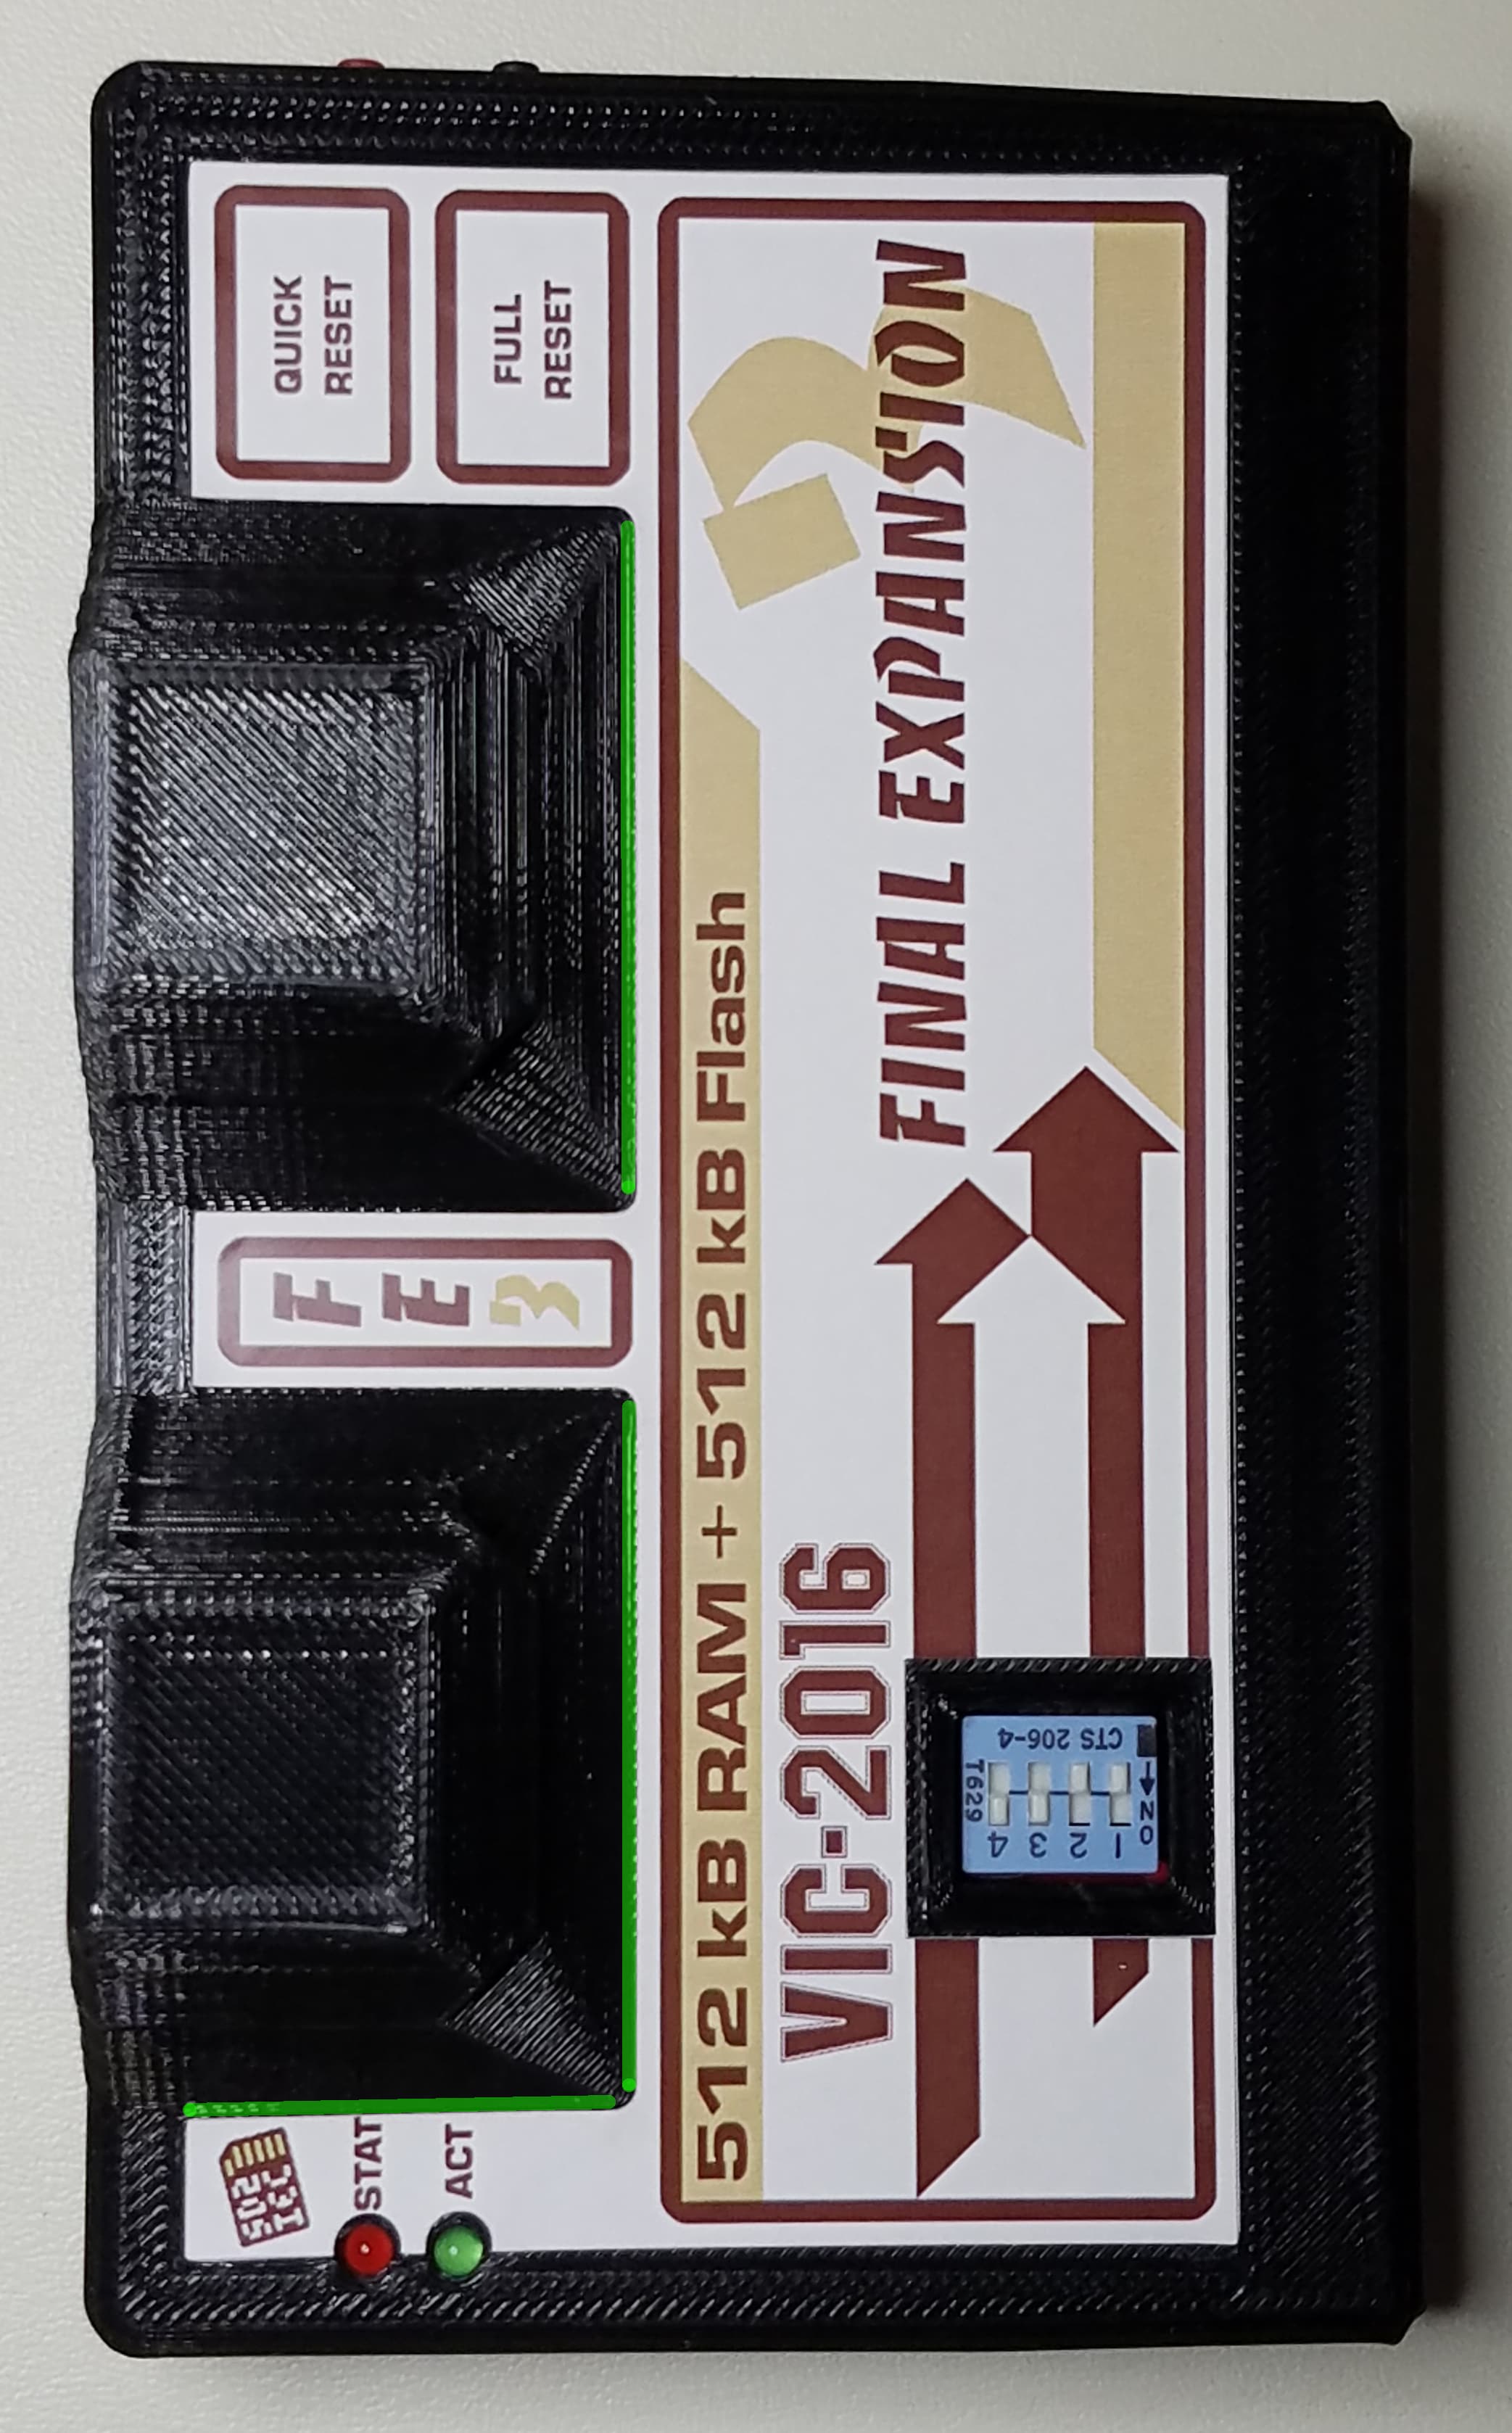 QUICK
RESET
FULL
RESET
512 kB RAM + 512 kB Flash
FINAL EXPANSION
VIC-2016
F
E
3
CTS 206-4
T629
1 2 3 4
ON
STAT
ACT